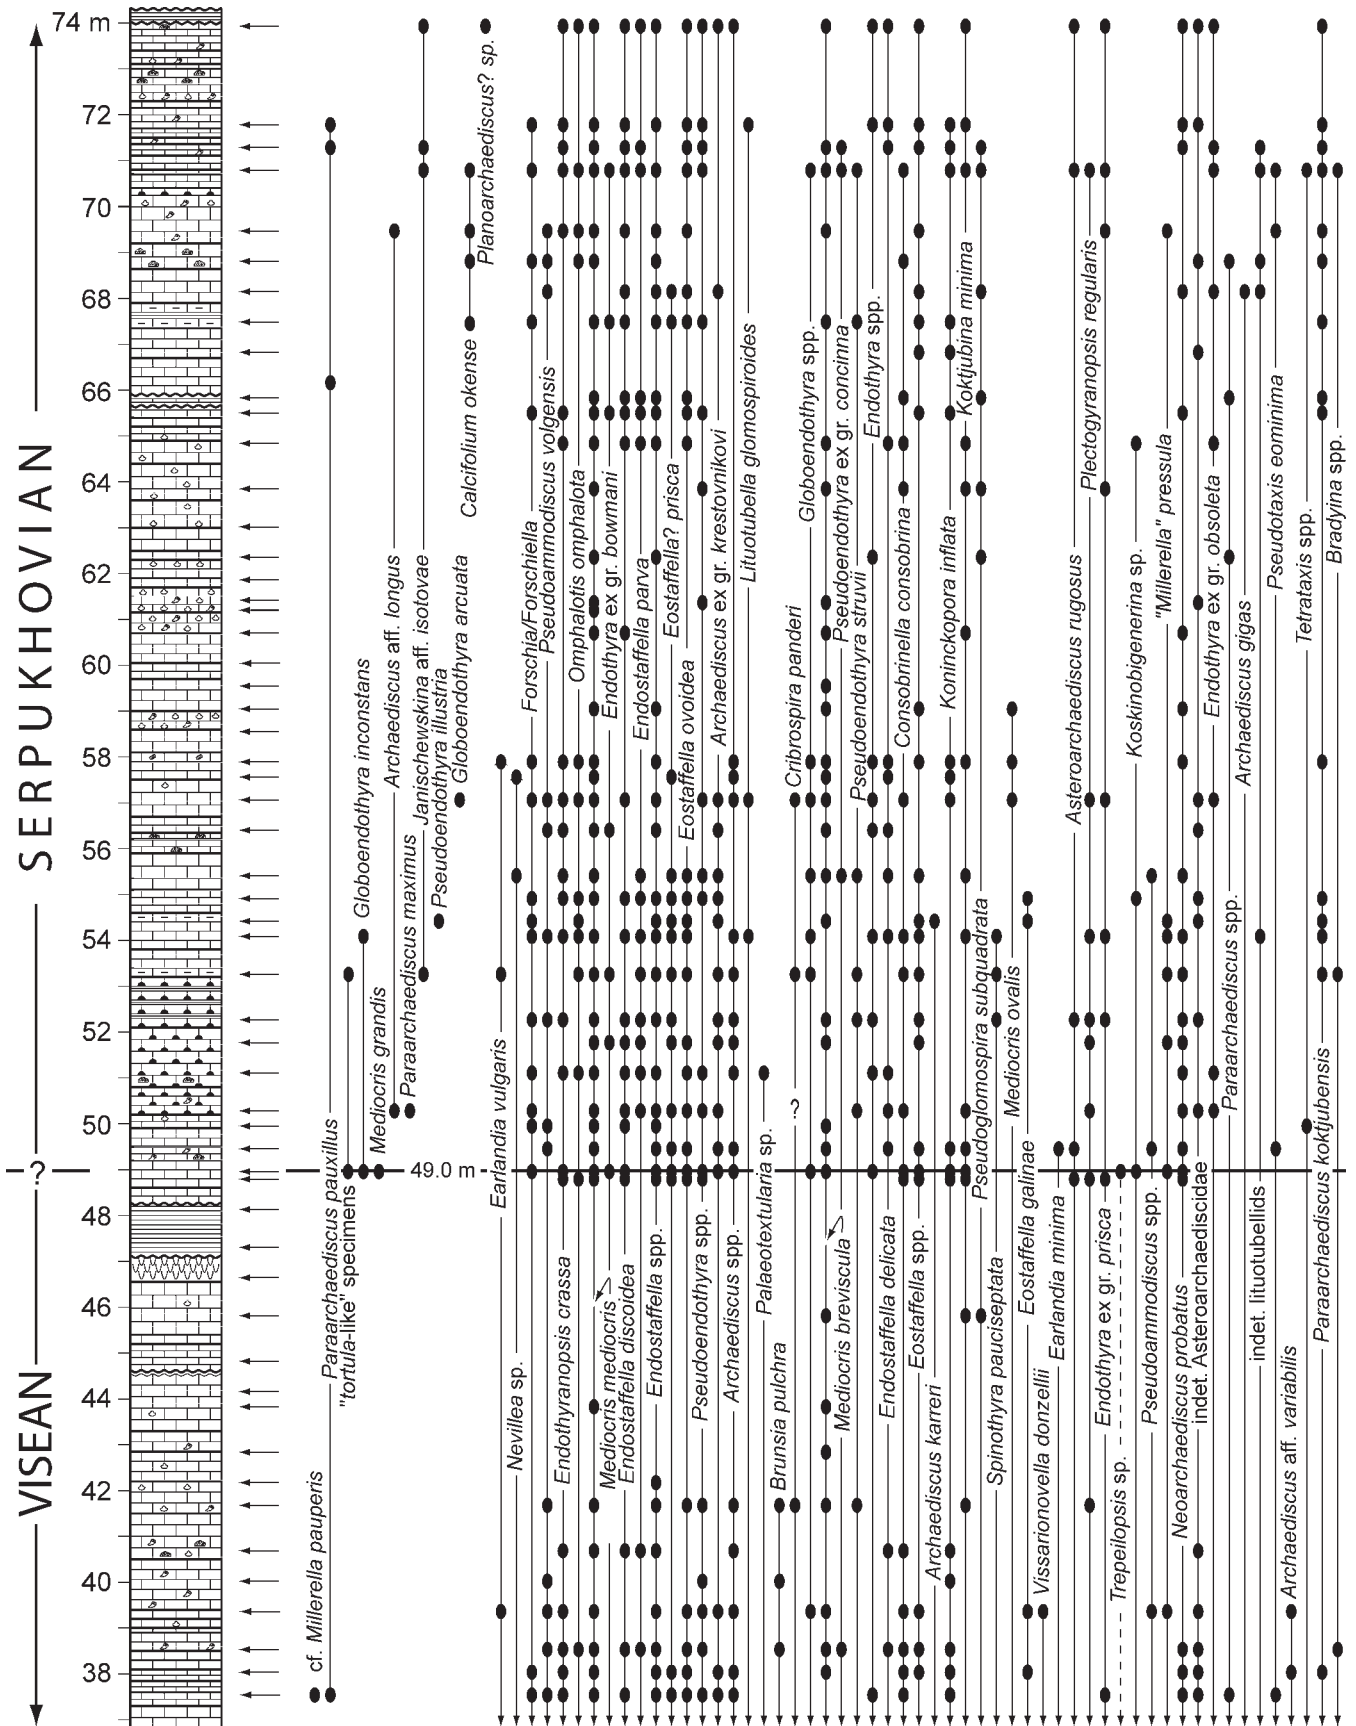 74 m
72
70
68
66
64
62
60
58
56
54
52
50
48
46
44
42
40
38
SERPUKHOVIAN
?
VISEAN
49.0 m
cf. Millerella pauperis
Pararchaediscus pauxillus
"tortula-like" specimens
Globoendothyra inconstans
Mediocris grandis
Archaediscus aff. longus
Paraarchaediscus maximus
Janischewskina aff. isotovae
Pseudoendothyra illustria
Globoendothyra arcuata
Calcifolium okense
Planoarchaediscus? sp.
Earlandia vulgaris
Nevillea sp.
Forschia/Forschiella
Pseudoammodiscus volgensis
Endothyranopsis crassa
Omphalotis omphalota
Mediocris mediocris
Endothyra ex gr. bowmani
Endostaffella discoidea
Endostaffella parva
Endostaffella spp.
Eostaffella? prisca
Eostaffella ovoidea
Pseudoendothyra spp.
Archaediscus ex gr. krestovnikovi
Archaediscus spp.
Lituotubella glomospiroides
Palaeotextularia sp.
Brunsia pulchra
?
Cribrospira panderi
Globoendothyra spp.
Mediocris breviscula
Pseudoendothyra ex gr. concinna
Pseudoendothyra struvii
Endothyra spp.
Endostaffella delicata
Consobrinella consobrina
Eostaffella spp.
Archaediscus karreri
Koninckopora inflata
Koktjubina minima
Pseudoglomospira subquadrata
Spinothyra pauciseptata
Mediocris ovalis
Eostaffella galinae
Vissarionovella donzellii
Earlandia minima
Asteroarchaediscus rugosus
Plectogyranopsis regularis
Endothyra ex gr. prisca
Trepeilopsis sp.
Koskinobigenerina sp.
Pseudoammodiscus spp.
"Millerella" pressula
Neoarchaediscus probatus
indet. Asteroarchaediscidae
Endothyra ex gr. obsoleta
Paraarchaediscus spp.
Archaediscus gigas
indet. lituotubellids
Pseudotaxis eominima
Archaediscus aff. variabilis
Tetrataxis spp.
Paraarchaediscus koktjubensis
Bradyina spp.